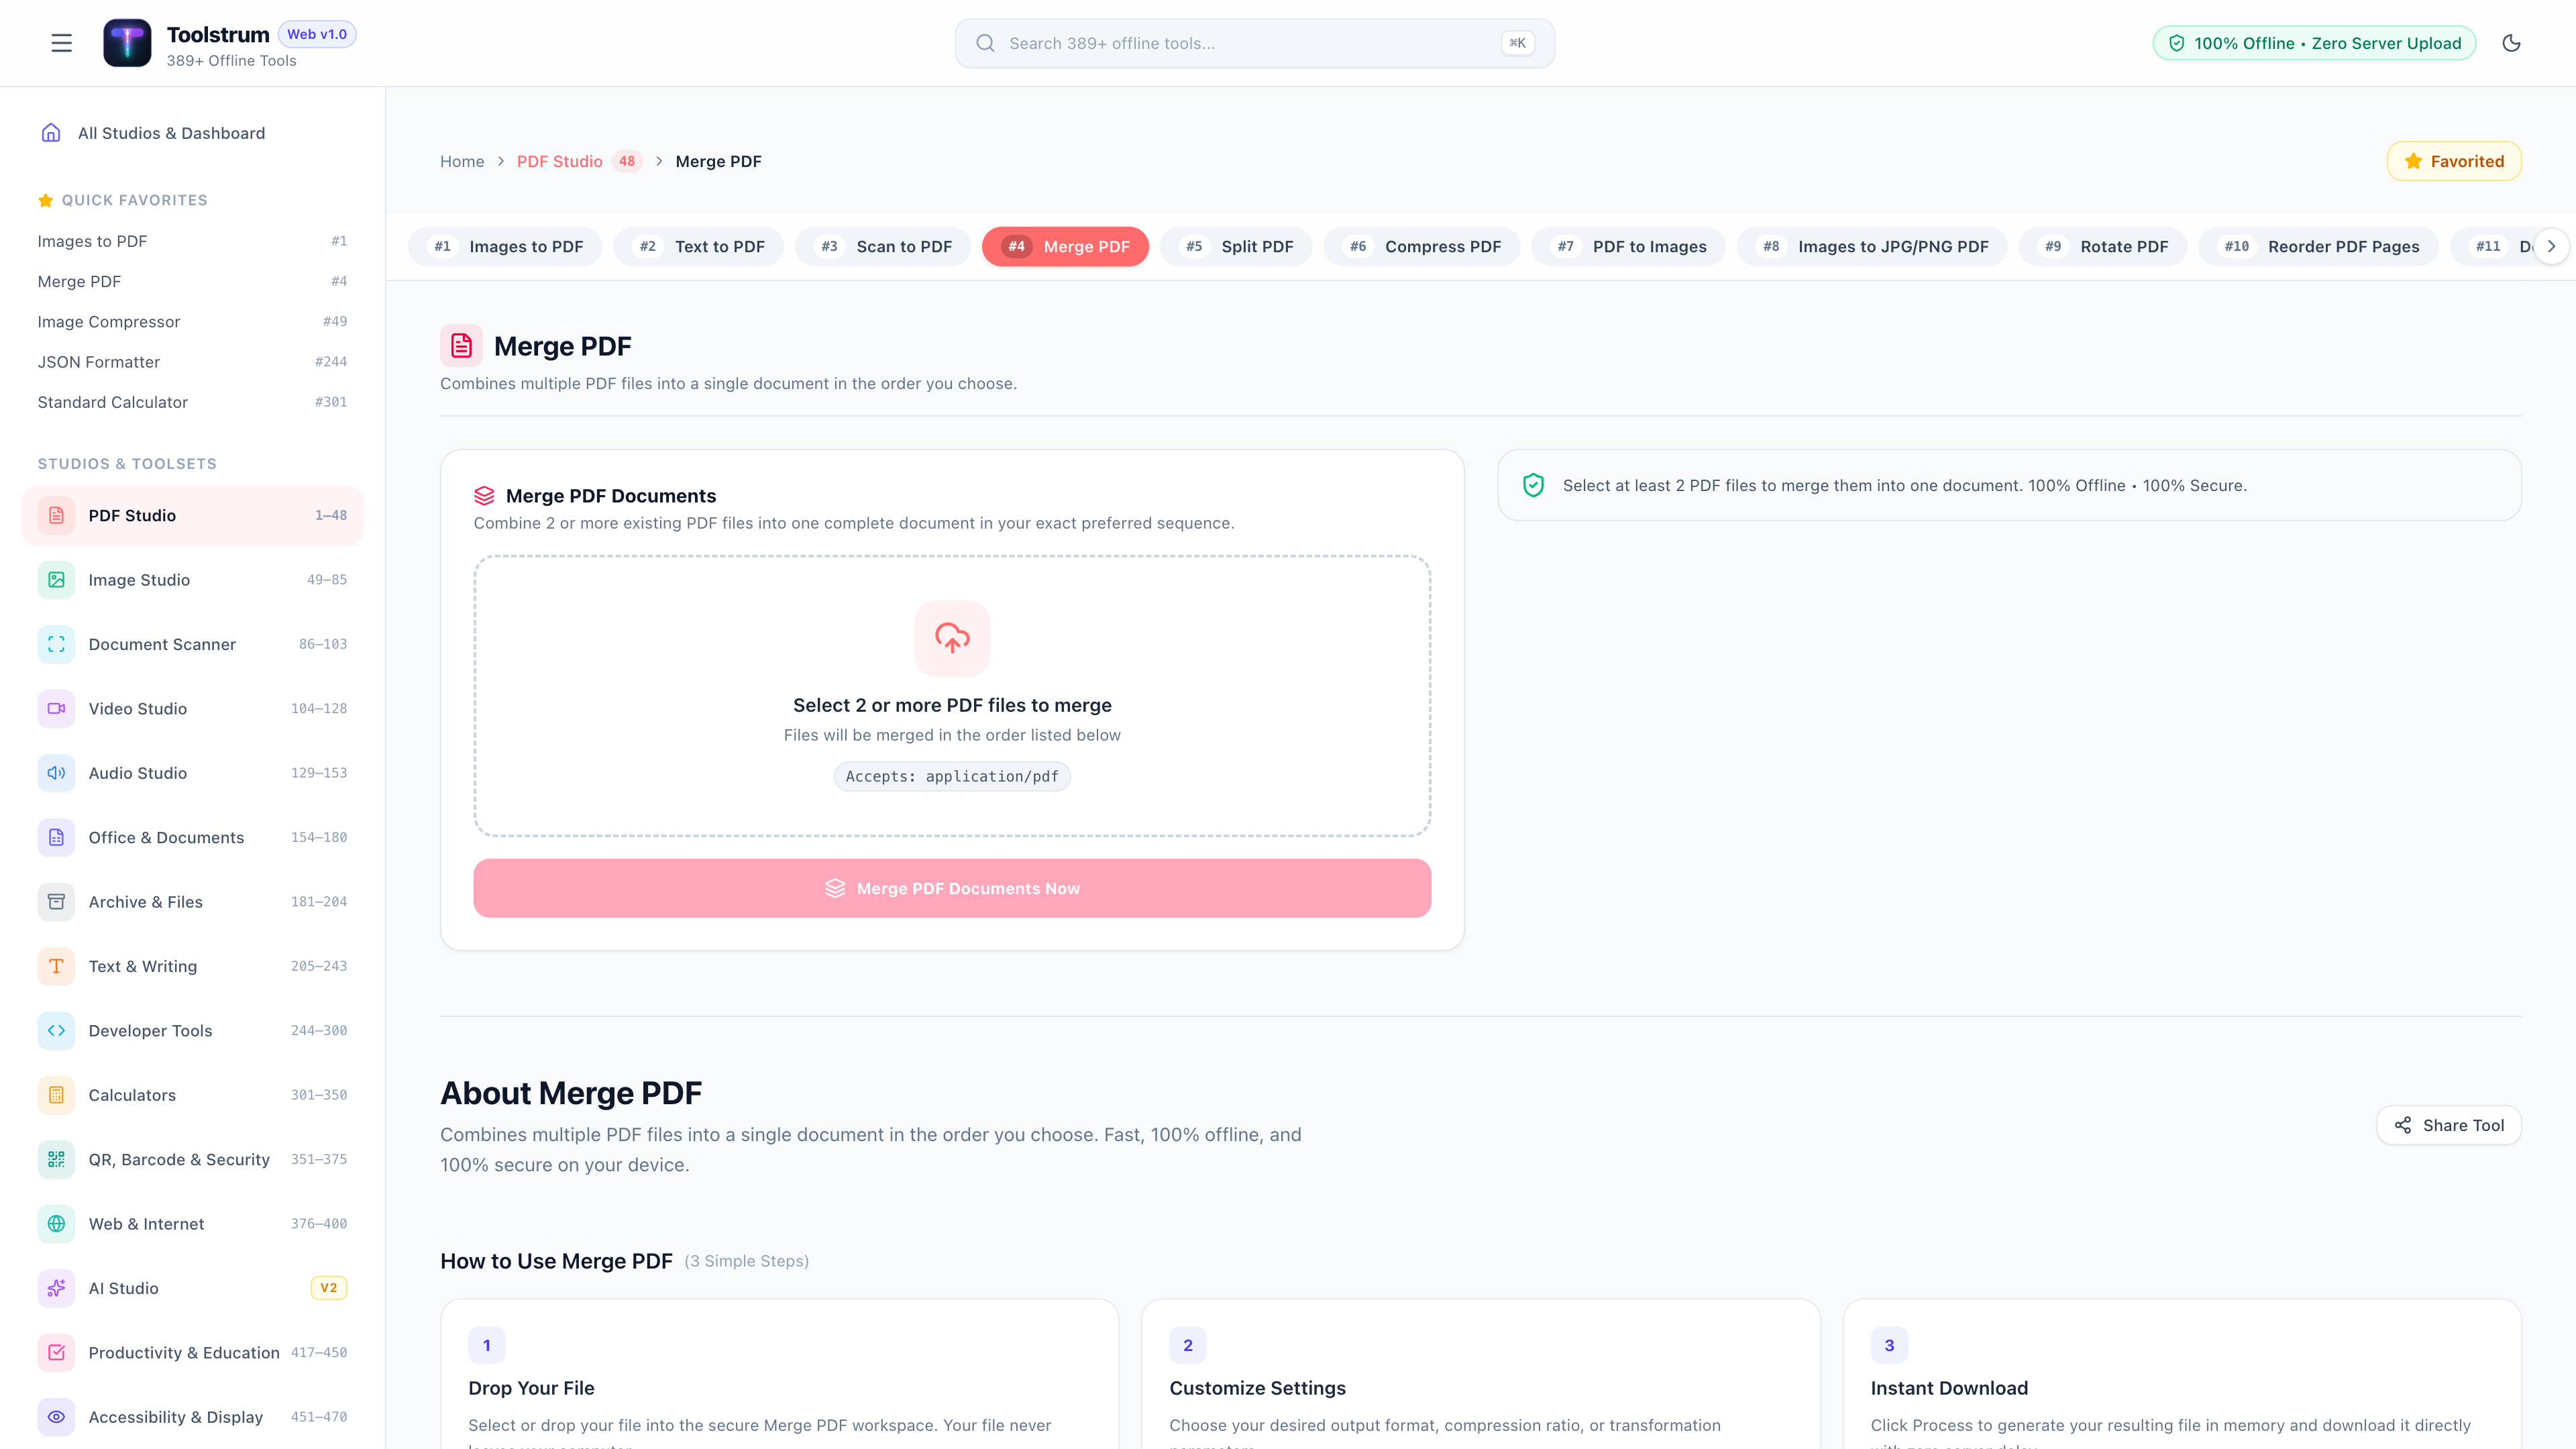 Toolstrum Web v1.0
389+ Offline Tools
Search 389+ offline tools... ⌘K
100% Offline • Zero Server Upload
All Studios & Dashboard
QUICK FAVORITES
Images to PDF #1
Merge PDF #4
Image Compressor #49
JSON Formatter #244
Standard Calculator #301
STUDIOS & TOOLSETS
PDF Studio 1–48
Image Studio 49–85
Document Scanner 86–103
Video Studio 104–128
Audio Studio 129–153
Office & Documents 154–180
Archive & Files 181–204
Text & Writing 205–243
Developer Tools 244–300
Calculators 301–350
QR, Barcode & Security 351–375
Web & Internet 376–400
AI Studio V2
Productivity & Education 417–450
Accessibility & Display 451–470
Home > PDF Studio 48 > Merge PDF
Favorited
#1 Images to PDF #2 Text to PDF #3 Scan to PDF #4 Merge PDF #5 Split PDF #6 Compress PDF #7 PDF to Images #8 Images to JPG/PNG PDF #9 Rotate PDF #10 Reorder PDF Pages #11
Merge PDF
Combines multiple PDF files into a single document in the order you choose.
Merge PDF Documents
Combine 2 or more existing PDF files into one complete document in your exact preferred sequence.
Select 2 or more PDF files to merge
Files will be merged in the order listed below
Accepts: application/pdf
Merge PDF Documents Now
Select at least 2 PDF files to merge them into one document. 100% Offline • 100% Secure.
About Merge PDF
Combines multiple PDF files into a single document in the order you choose. Fast, 100% offline, and
100% secure on your device.
Share Tool
How to Use Merge PDF (3 Simple Steps)
1
Drop Your File
Select or drop your file into the secure Merge PDF workspace. Your file never
2
Customize Settings
Choose your desired output format, compression ratio, or transformation
3
Instant Download
Click Process to generate your resulting file in memory and download it directly